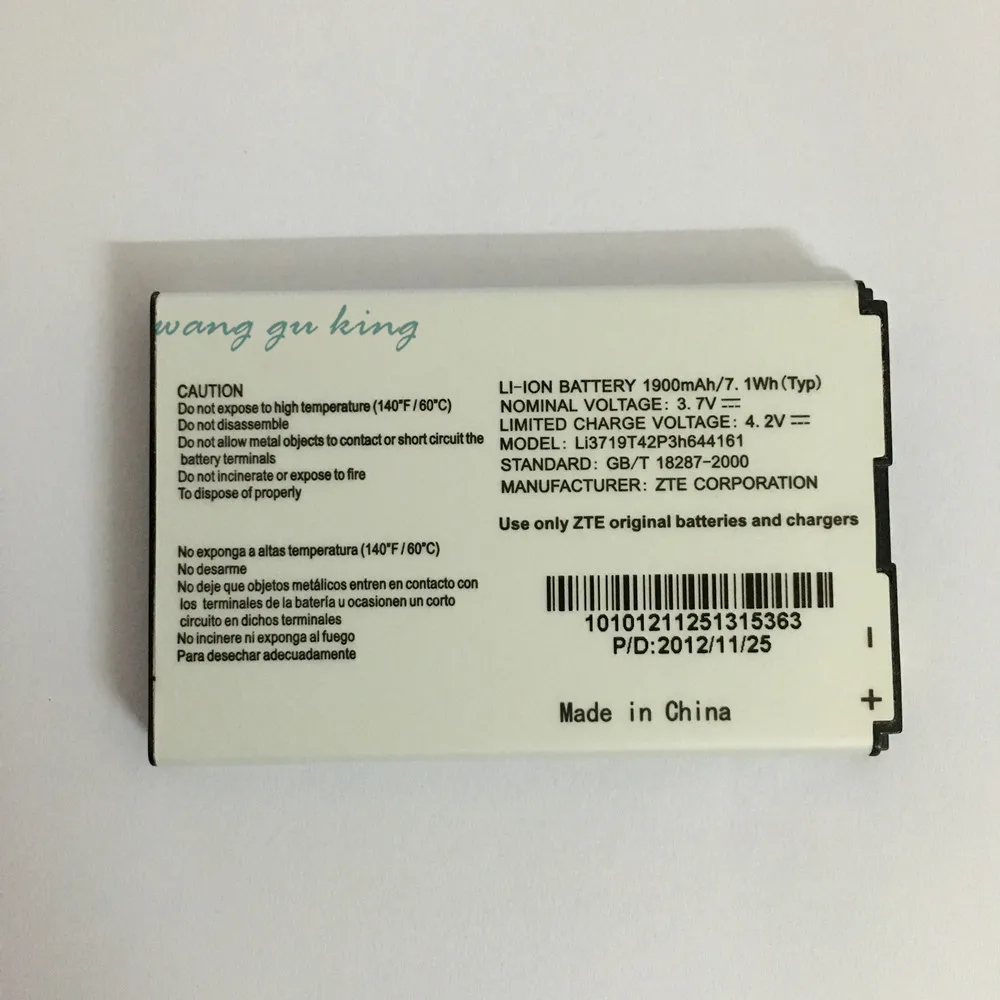 wang gu king
CAUTION
Do not expose to high temperature (140°F / 60°C)
Do not disassemble
Do not allow metal objects to contact or short circuit the
battery terminals
Do not incinerate or expose to fire
To dispose of properly
No exponga a altas temperatura (140°F / 60°C)
No desarme
No deje que objetos metálicos entren en contacto con
los terminales de la batería u ocasionen un corto
circuito en dichos terminales
No incinere ni exponga al fuego
Para desechar adecuadamente
LI-ION BATTERY 1900mAh/7.1Wh(Typ)
NOMINAL VOLTAGE: 3.7V ⎓
LIMITED CHARGE VOLTAGE: 4.2V ⎓
MODEL: Li3719T42P3h644161
STANDARD: GB/T 18287-2000
MANUFACTURER: ZTE CORPORATION
Use only ZTE original batteries and chargers
101012111251315363
P/D:2012/11/25
Made in China
−
+